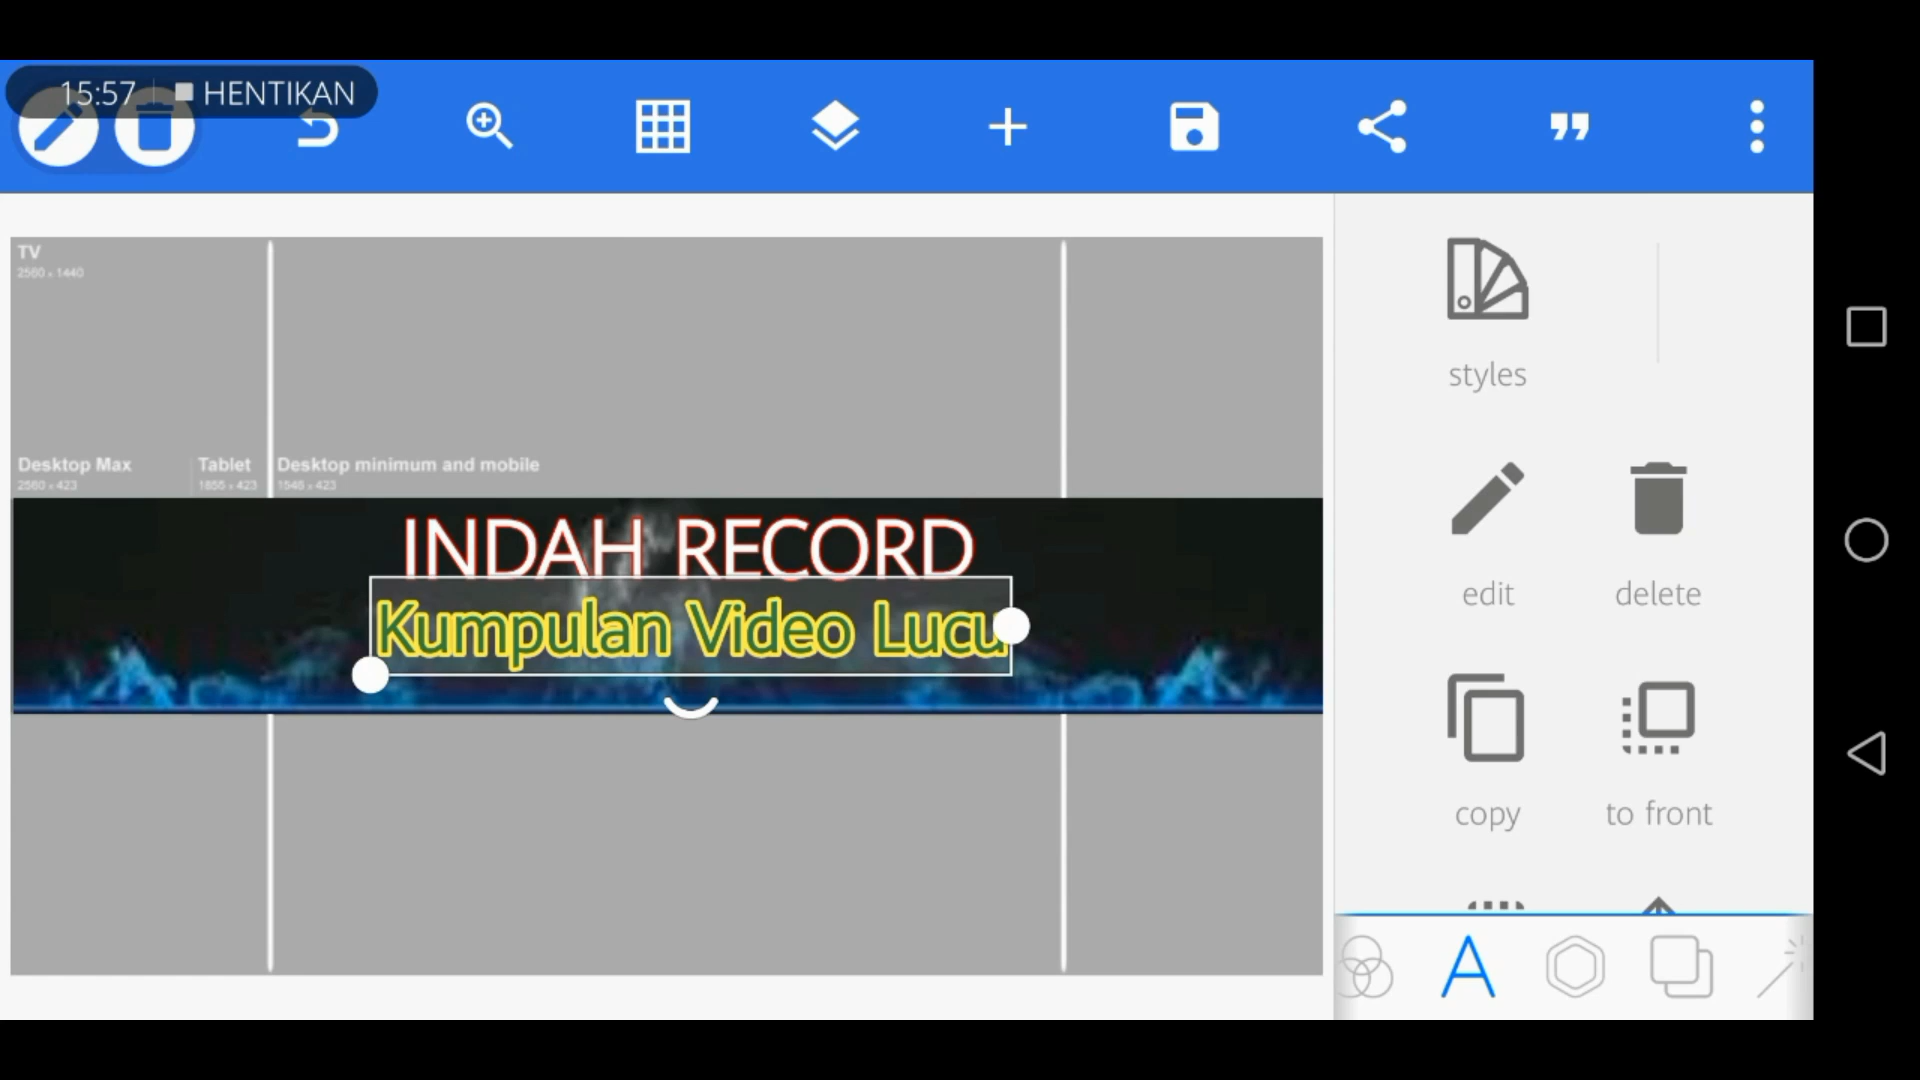 15:57 HENTIKAN
TV
2560 x 1440
styles
Desktop Max
2560 x 423
Tablet
1855 x 423
Desktop minimum and mobile
1546 x 423
INDAH RECORD
Kumpulan Video Lucu
edit
delete
copy
to front